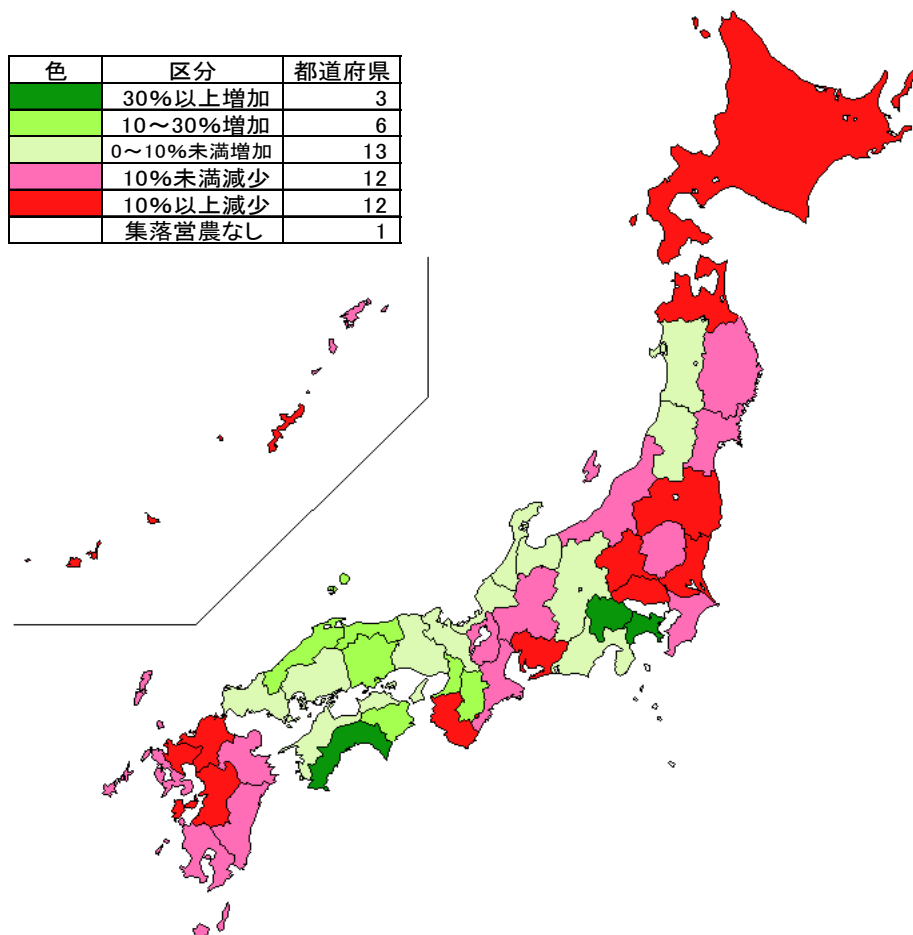 色 区分 都道府県
30%以上増加 3
10～30%増加 6
0～10%未満増加 13
10%未満減少 12
10%以上減少 12
集落営農なし 1